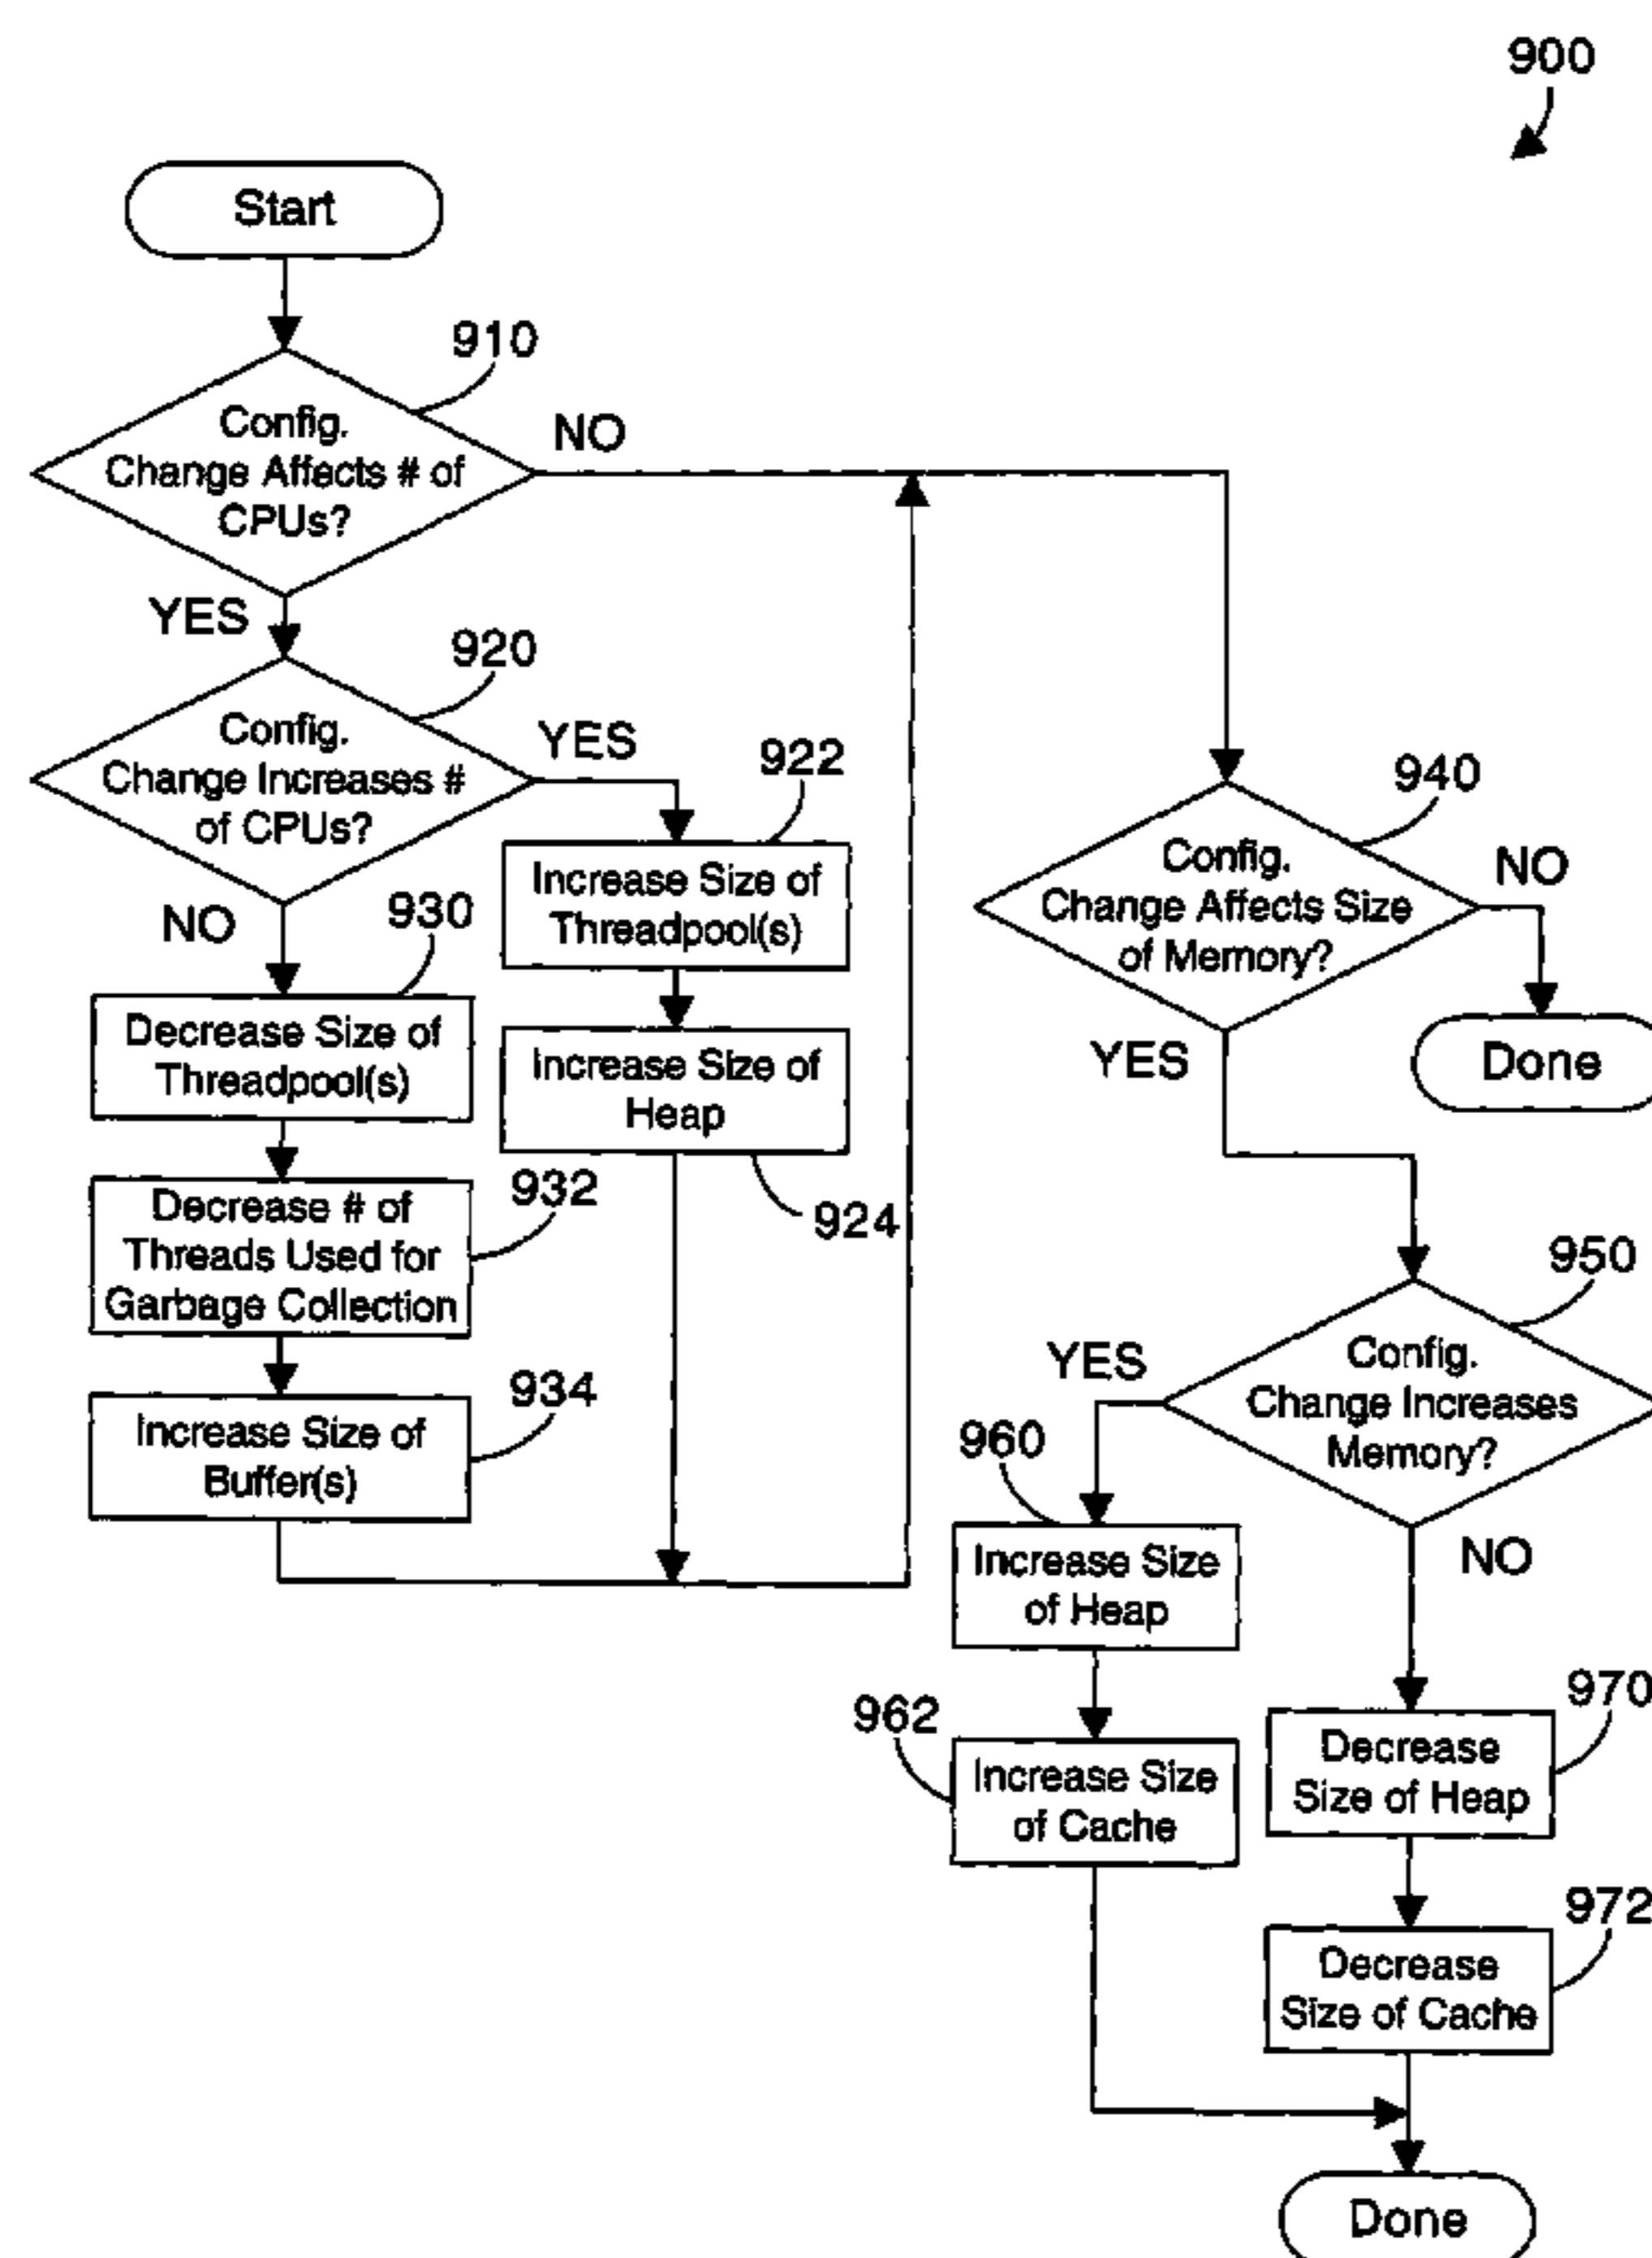 900
Start
910
Config.
Change Affects # of
CPUs?
NO
YES
920
Config.
Change Increases #
of CPUs?
YES
922
Increase Size of
Threadpool(s)
Increase Size of
Heap
924
NO
930
Decrease Size of
Threadpool(s)
Decrease # of
Threads Used for
Garbage Collection
932
Increase Size of
Buffer(s)
934
940
Config.
Change Affects Size
of Memory?
NO
Done
YES
950
Config.
Change Increases
Memory?
YES
960
Increase Size
of Heap
962
Increase Size
of Cache
NO
970
Decrease
Size of Heap
972
Decrease
Size of Cache
Done